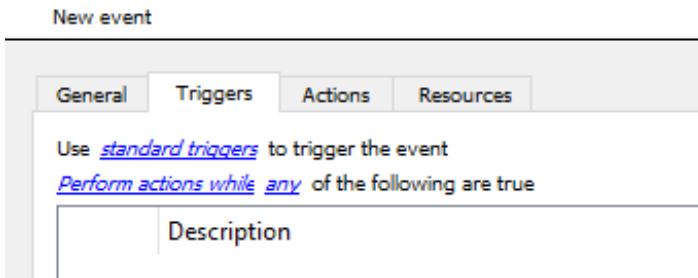 New event
General Triggers Actions Resources
Use standard triggers to trigger the event
Perform actions while any of the following are true
Description